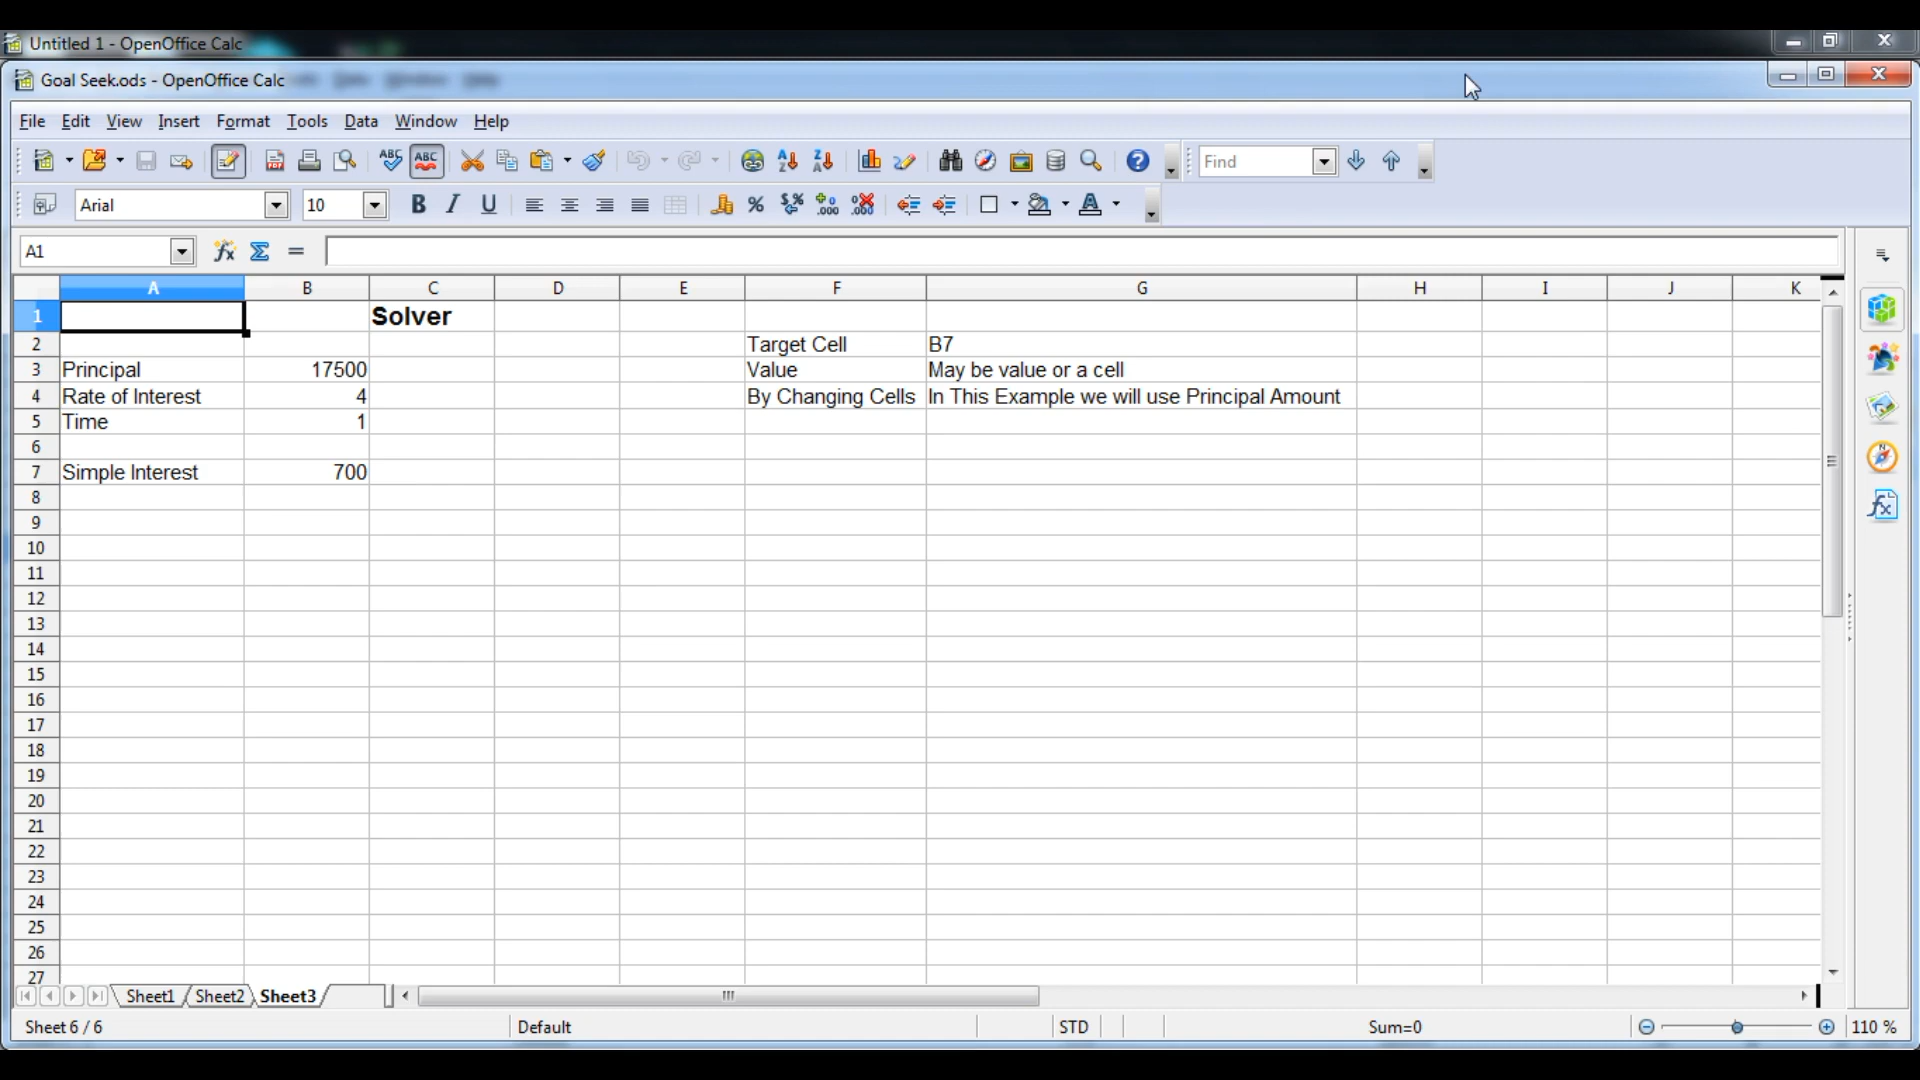 Untitled 1 - OpenOffice Calc
Goal Seek.ods - OpenOffice Calc
File Edit View Insert Format Tools Data Window Help
Find
Arial 10
A1
A B C D E F G H I J K
1 Solver
2 Target Cell B7
3 Principal 17500 Value May be value or a cell
4 Rate of Interest 4 By Changing Cells In This Example we will use Principal Amount
5 Time 1
6
7 Simple Interest 700
8
9
10
11
12
13
14
15
16
17
18
19
20
21
22
23
24
25
26
27
Sheet1 Sheet2 Sheet3
Sheet 6 / 6 Default STD Sum=0 110 %